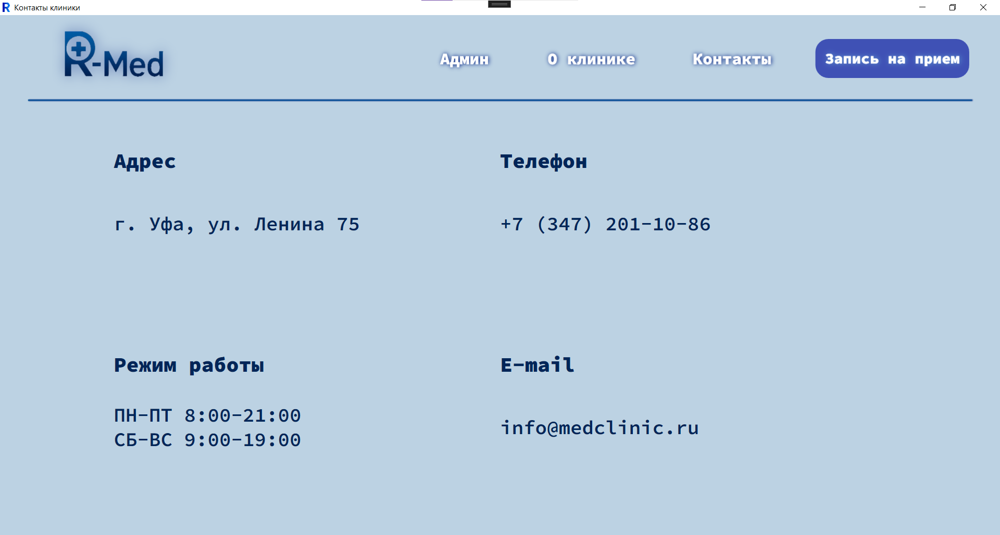 Контакты клиники
R-Med
Админ
О клинике
Контакты
Запись на прием
Адрес
Телефон
г. Уфа, ул. Ленина 75
+7 (347) 201-10-86
Режим работы
E-mail
ПН-ПТ 8:00-21:00
СБ-ВС 9:00-19:00
info@medclinic.ru